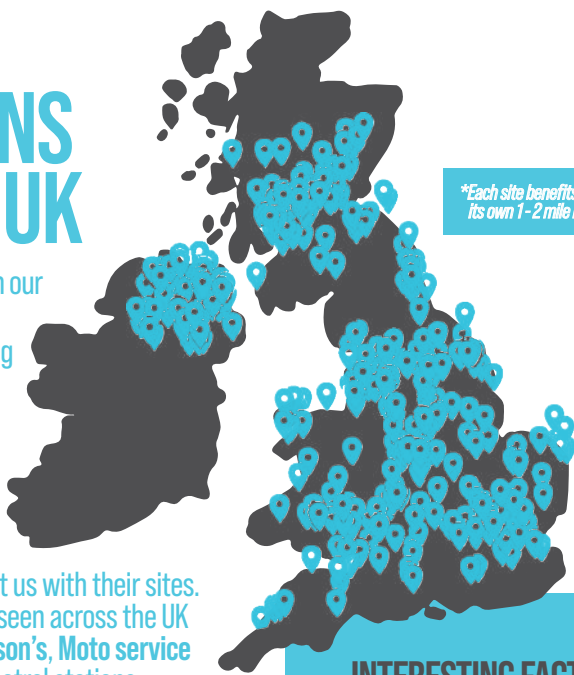 NS
UK
*Each site benefits
its own 1-2 mile
n our
g
t us with their sites.
seen across the UK
son's, Moto service
INTERESTING FACT